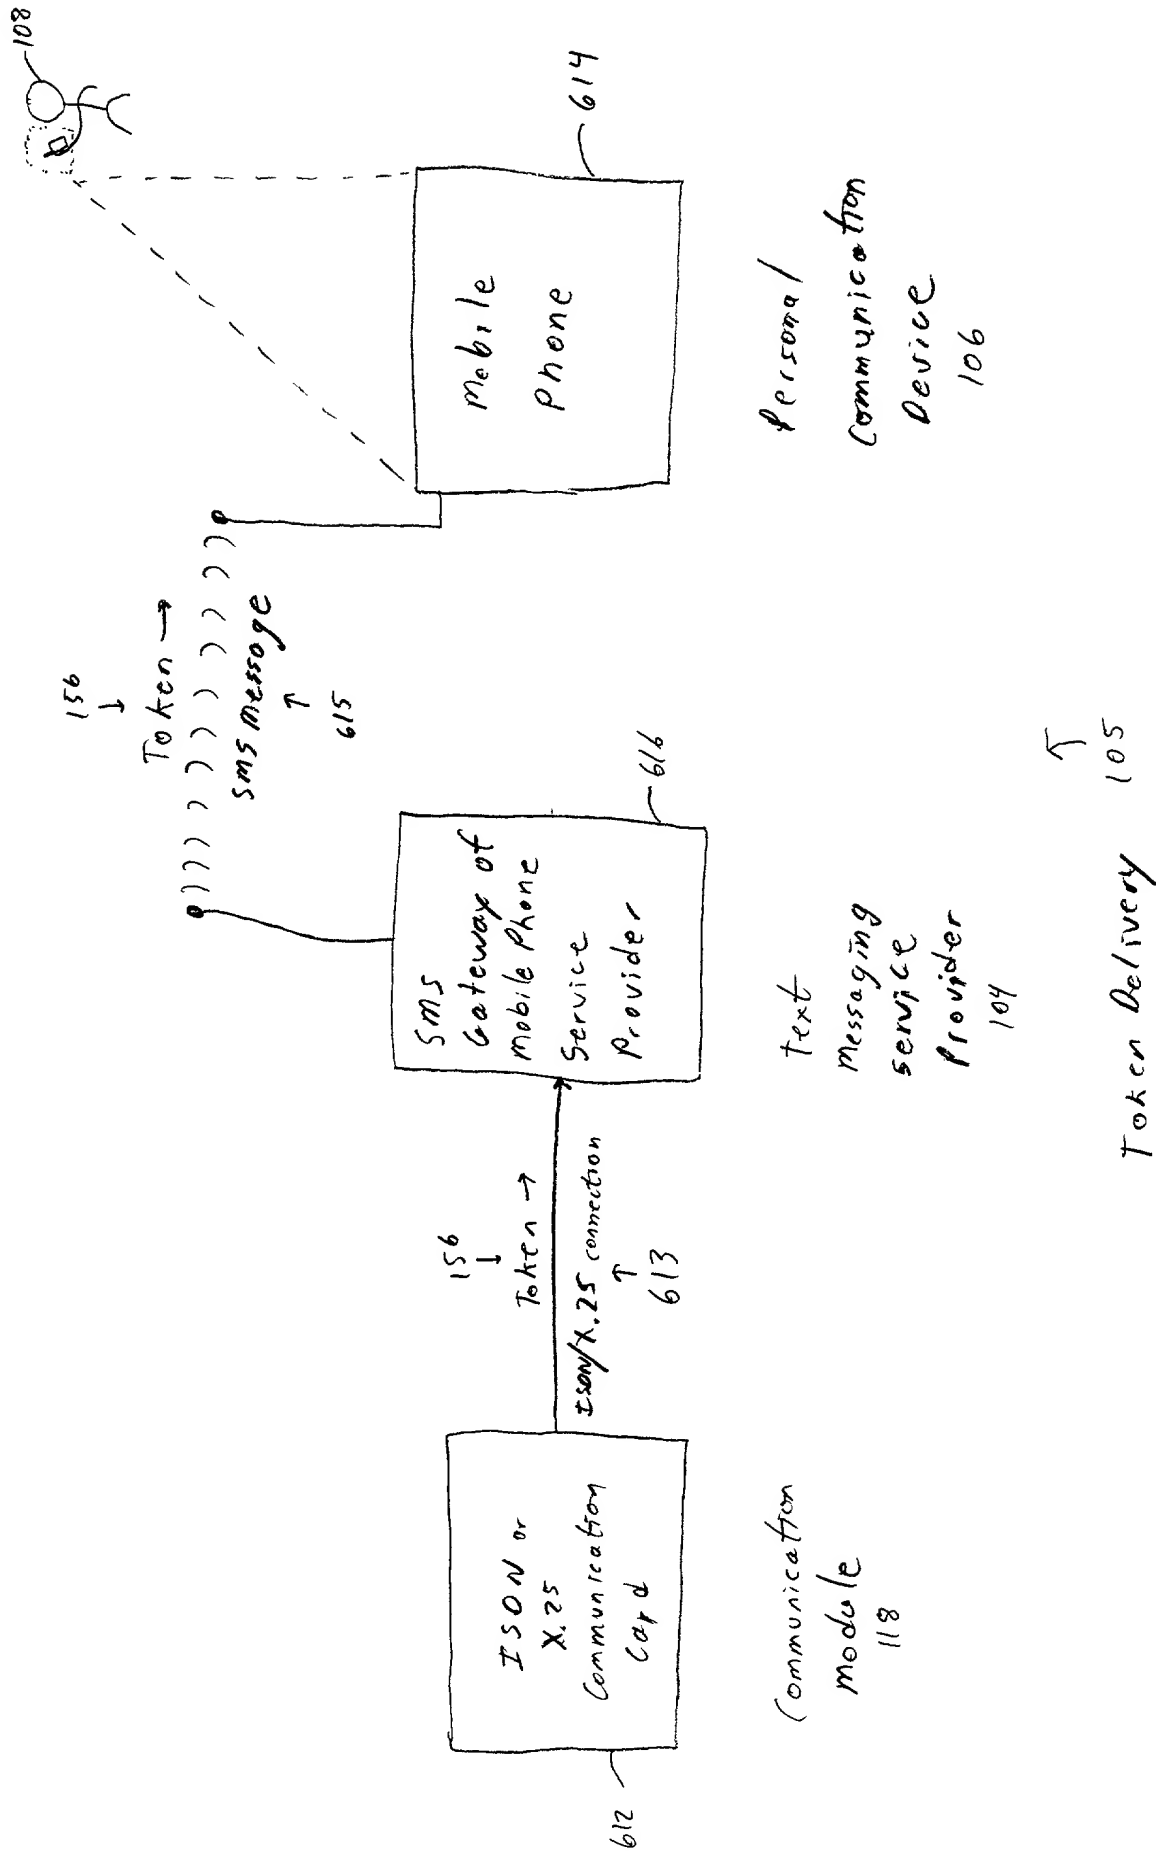 108
156
↓
Token →
SMS Message
↑
615
614
Mobile
Phone
Personal
Communication
Device
106
616
SMS
Gateway of
Mobile Phone
Service
Provider
text
Messaging
service
Provider
104
156
↓
Token →
ISDN/X.25 connection
↑
613
ISDN or
X.25
Communication
Card
612
Communication
module
118
Token Delivery
105